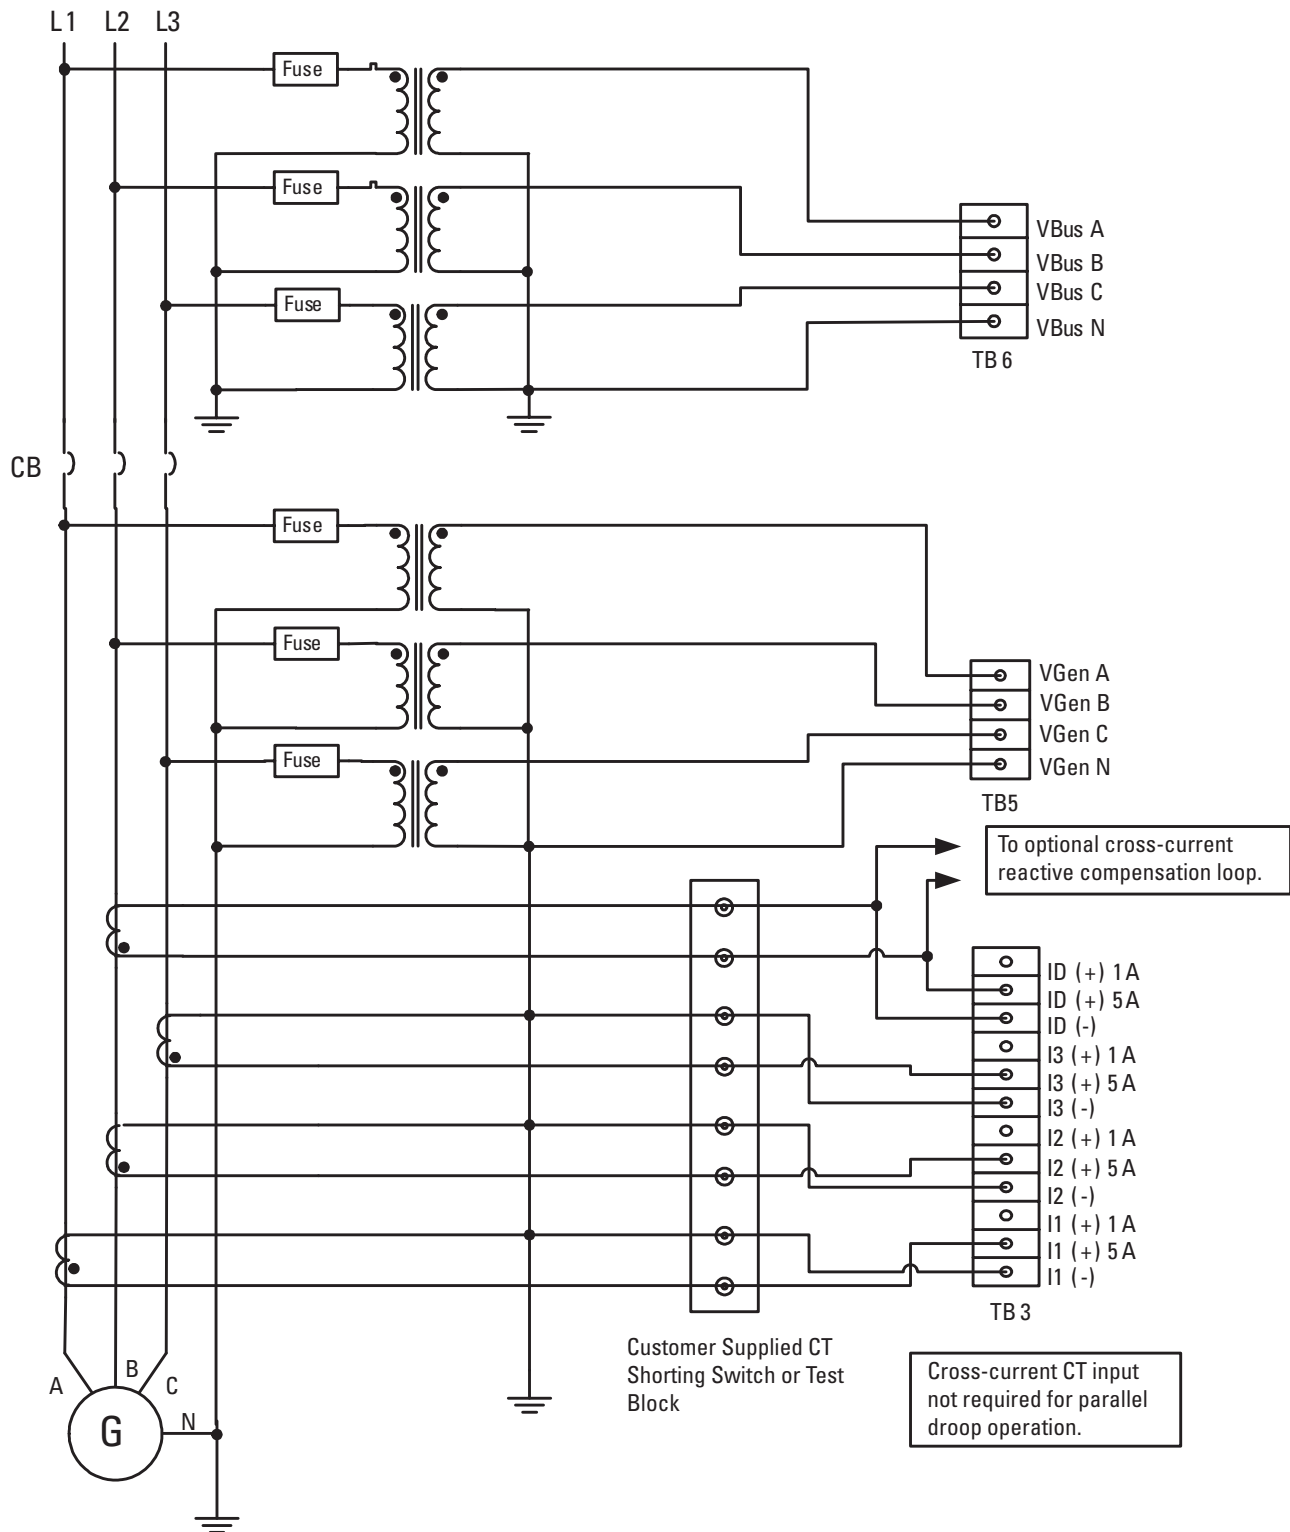 L1 L2 L3
Fuse
Fuse
Fuse
VBus A
VBus B
VBus C
VBus N
TB 6
CB
Fuse
Fuse
Fuse
VGen A
VGen B
VGen C
VGen N
TB5
To optional cross-current
reactive compensation loop.
ID (+) 1 A
ID (+) 5 A
ID (-)
I3 (+) 1 A
I3 (+) 5 A
I3 (-)
I2 (+) 1 A
I2 (+) 5 A
I2 (-)
I1 (+) 1 A
I1 (+) 5 A
I1 (-)
TB 3
Customer Supplied CT
Shorting Switch or Test
Block
Cross-current CT input
not required for parallel
droop operation.
A B C
G N